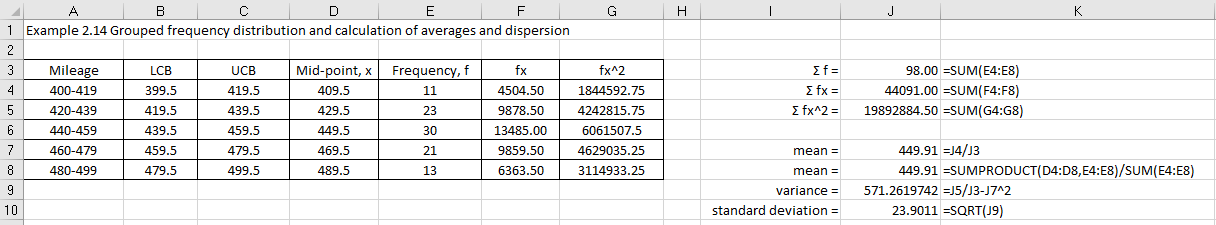 A B C D E F G H I J K
1 Example 2.14 Grouped frequency distribution and calculation of averages and dispersion
2
3 Mileage LCB UCB Mid-point, x Frequency, f fx fx^2 Σ f = 98.00 =SUM(E4:E8)
4 400-419 399.5 419.5 409.5 11 4504.50 1844592.75 Σ fx = 44091.00 =SUM(F4:F8)
5 420-439 419.5 439.5 429.5 23 9878.50 4242815.75 Σ fx^2 = 19892884.50 =SUM(G4:G8)
6 440-459 439.5 459.5 449.5 30 13485.00 6061507.5
7 460-479 459.5 479.5 469.5 21 9859.50 4629035.25 mean = 449.91 =J4/J3
8 480-499 479.5 499.5 489.5 13 6363.50 3114933.25 mean = 449.91 =SUMPRODUCT(D4:D8,E4:E8)/SUM(E4:E8)
9 variance = 571.2619742 =J5/J3-J7^2
10 standard deviation = 23.9011 =SQRT(J9)